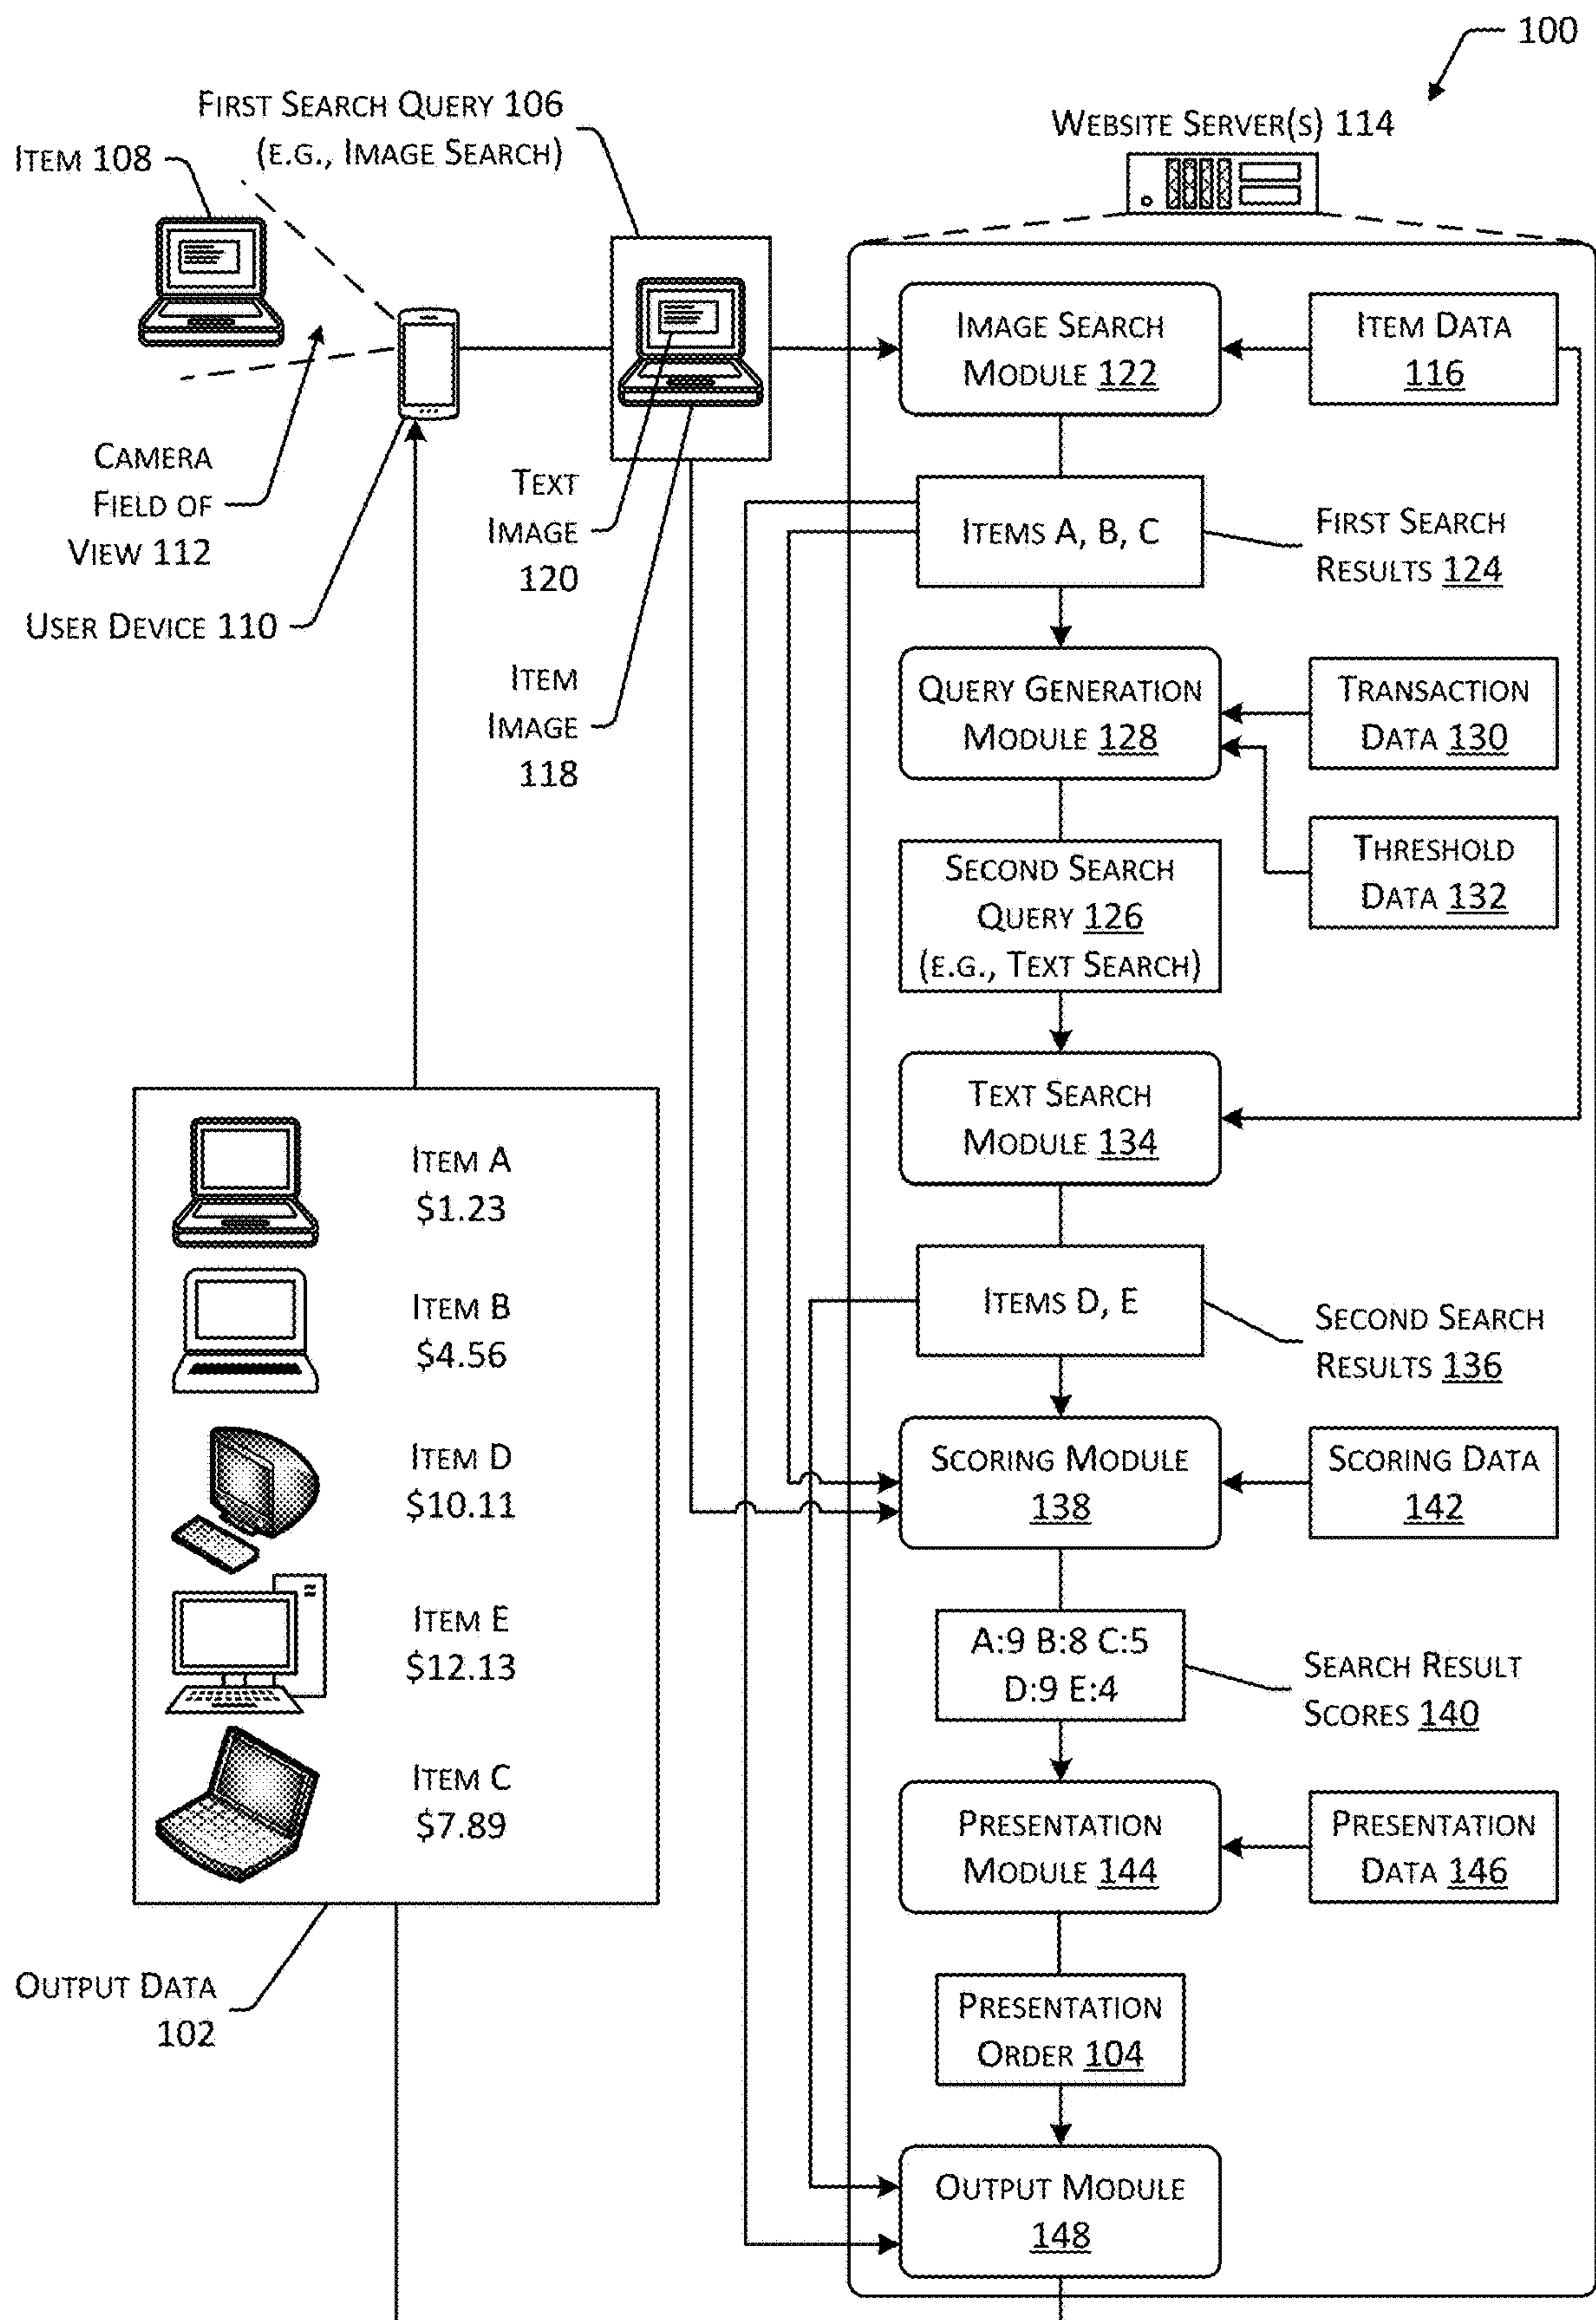 100
FIRST SEARCH QUERY 106
(E.G., IMAGE SEARCH)
WEBSITE SERVER(S) 114
ITEM 108
IMAGE SEARCH
MODULE 122
ITEM DATA
116
CAMERA
FIELD OF
VIEW 112
TEXT
IMAGE
120
ITEMS A, B, C
FIRST SEARCH
RESULTS 124
USER DEVICE 110
ITEM
IMAGE
118
QUERY GENERATION
MODULE 128
TRANSACTION
DATA 130
SECOND SEARCH
QUERY 126
(E.G., TEXT SEARCH)
THRESHOLD
DATA 132
TEXT SEARCH
MODULE 134
ITEM A
$1.23
ITEM B
$4.56
ITEM D
$10.11
ITEM E
$12.13
ITEM C
$7.89
ITEMS D, E
SECOND SEARCH
RESULTS 136
SCORING MODULE
138
SCORING DATA
142
A:9 B:8 C:5
D:9 E:4
SEARCH RESULT
SCORES 140
PRESENTATION
MODULE 144
PRESENTATION
DATA 146
OUTPUT DATA
102
PRESENTATION
ORDER 104
OUTPUT MODULE
148